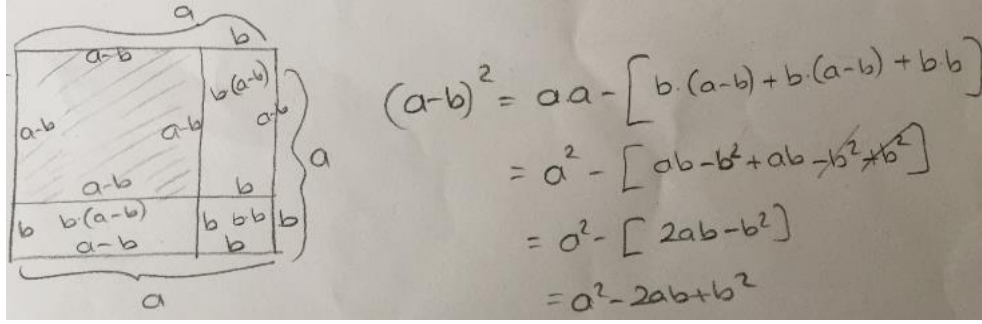 a
a-b b
b(a-b)
a-b a-b a-b a
a-b b
b b·(a-b) b b·b b
a-b b
a
(a-b)² = a.a - [b.(a-b) + b.(a-b) + b.b]
= a² - [ab - b² + ab - b² + b²]
= a² - [2ab - b²]
= a² - 2ab + b²